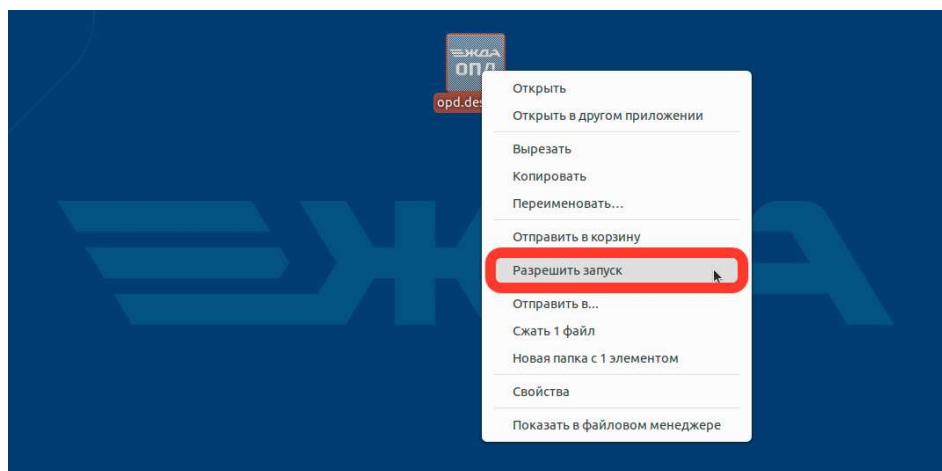 ЖДА
ОПД
opd.des
Открыть
Открыть в другом приложении
Вырезать
Копировать
Переименовать...
Отправить в корзину
Разрешить запуск
Отправить в...
Сжать 1 файл
Новая папка с 1 элементом
Свойства
Показать в файловом менеджере
ЖДА